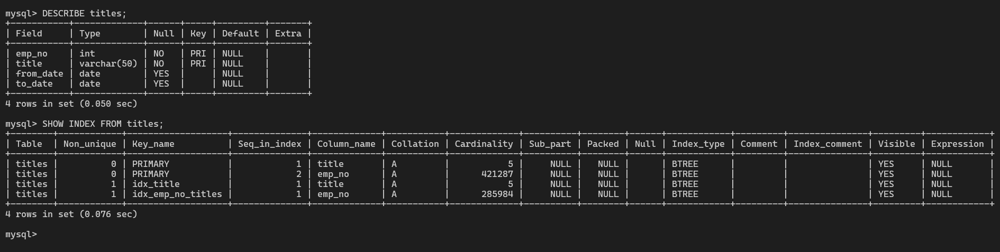 mysql> DESCRIBE titles;
+-----------+-------------+------+-----+---------+-------+
| Field     | Type        | Null | Key | Default | Extra |
+-----------+-------------+------+-----+---------+-------+
| emp_no    | int         | NO   | PRI | NULL    |       |
| title     | varchar(50) | NO   | PRI | NULL    |       |
| from_date | date        | YES  |     | NULL    |       |
| to_date   | date        | YES  |     | NULL    |       |
+-----------+-------------+------+-----+---------+-------+
4 rows in set (0.050 sec)

mysql> SHOW INDEX FROM titles;
+--------+------------+-------------------+--------------+-------------+-----------+-------------+----------+--------+------+------------+---------+---------------+---------+------------+
| Table  | Non_unique | Key_name          | Seq_in_index | Column_name | Collation | Cardinality | Sub_part | Packed | Null | Index_type | Comment | Index_comment | Visible | Expression |
+--------+------------+-------------------+--------------+-------------+-----------+-------------+----------+--------+------+------------+---------+---------------+---------+------------+
| titles |          0 | PRIMARY           |            1 | title       | A         |           5 |     NULL |   NULL |      | BTREE      |         |               | YES     | NULL       |
| titles |          0 | PRIMARY           |            2 | emp_no      | A         |      421287 |     NULL |   NULL |      | BTREE      |         |               | YES     | NULL       |
| titles |          1 | idx_title         |            1 | title       | A         |           5 |     NULL |   NULL |      | BTREE      |         |               | YES     | NULL       |
| titles |          1 | idx_emp_no_titles |            1 | emp_no      | A         |      285984 |     NULL |   NULL |      | BTREE      |         |               | YES     | NULL       |
+--------+------------+-------------------+--------------+-------------+-----------+-------------+----------+--------+------+------------+---------+---------------+---------+------------+
4 rows in set (0.076 sec)

mysql>